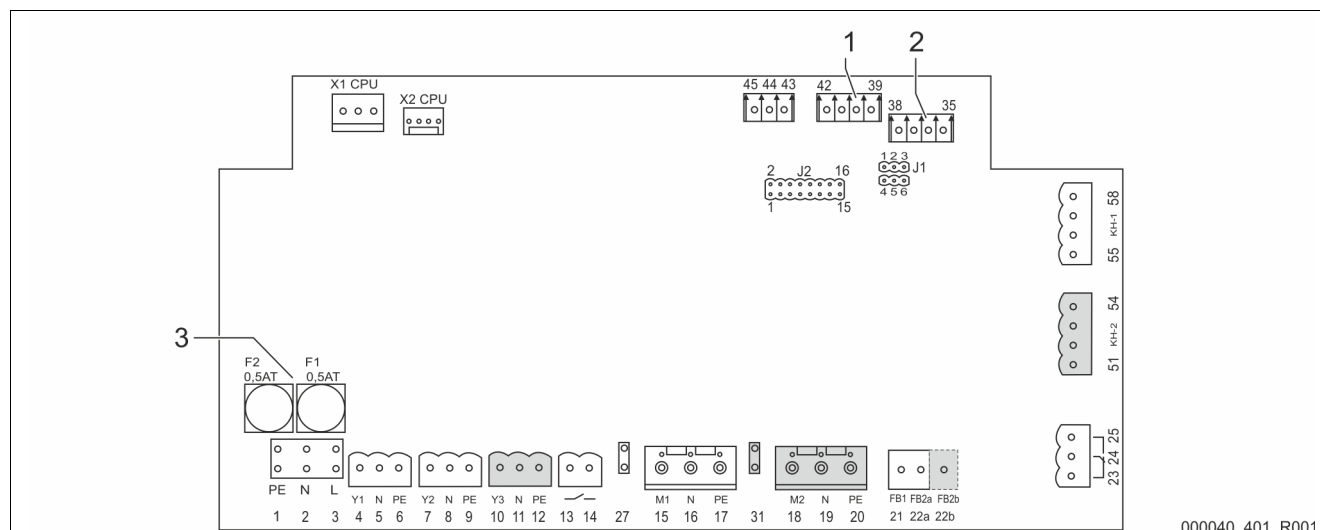 1 2
X1 CPU
X2 CPU
45 44 43
42 39
38 35
1 2 3
J1
4 5 6
2 J2 16
1 15
58
KH-1
55
54
KH-2
51
3
F2
0,5AT
F1
0,5AT
25
24
23
PE N L
Y1 N PE
Y2 N PE
Y3 N PE
M1 N PE
M2 N PE
FB1 FB2a FB2b
1 2 3 4 5 6 7 8 9 10 11 12 13 14 27 15 16 17 31 18 19 20 21 22a 22b
000040_401_R001